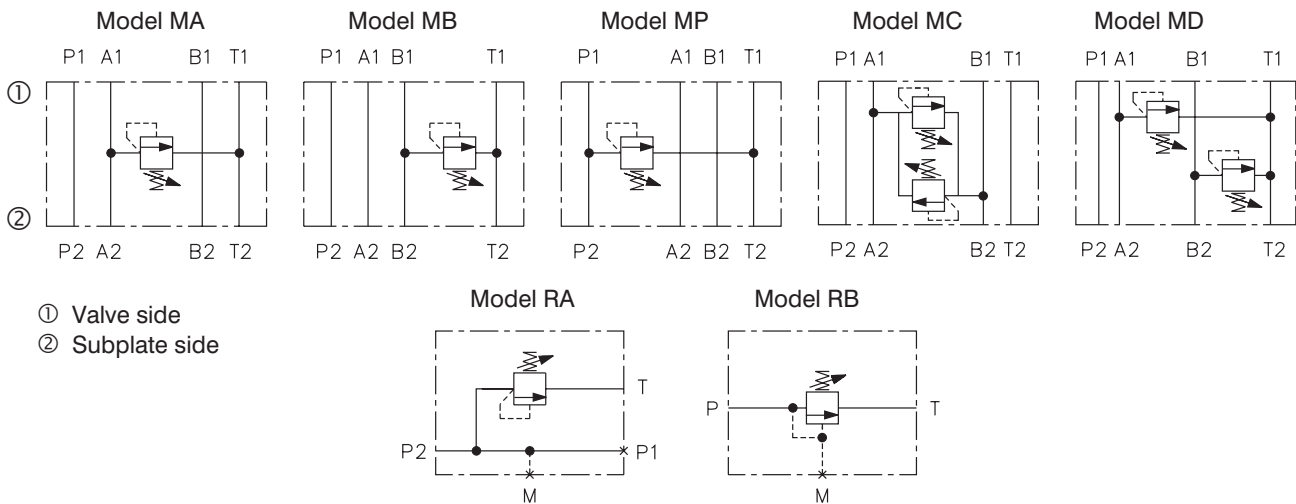 Model MA Model MB Model MP Model MC Model MD
P1 A1 B1 T1 P1 A1 B1 T1 P1 A1 B1 T1 P1 A1 B1 T1 P1 A1 B1 T1
①
②
P2 A2 B2 T2 P2 A2 B2 T2 P2 A2 B2 T2 P2 A2 B2 T2 P2 A2 B2 T2
① Valve side
② Subplate side
Model RA Model RB
T
P T
P2 P1
M M